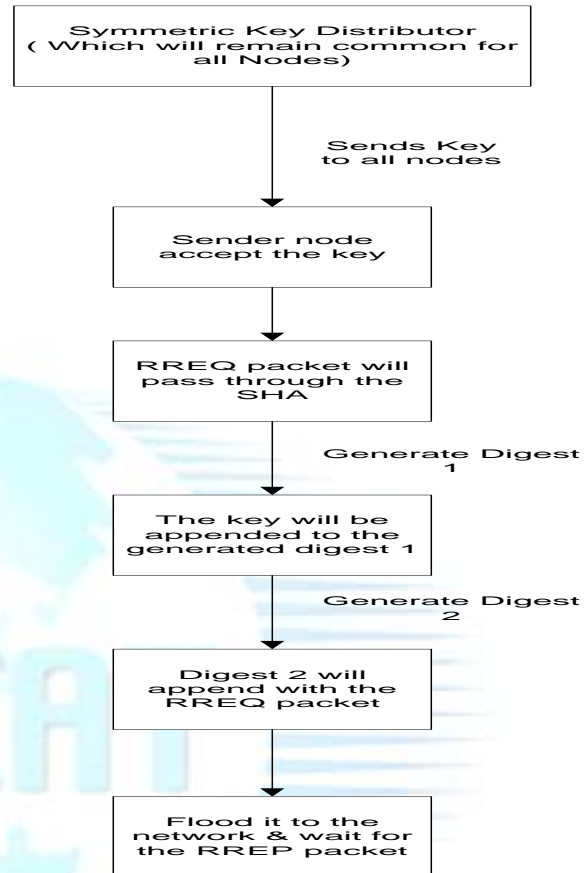 Symmetric Key Distributor
( Which will remain common for
all Nodes)
Sends Key
to all nodes
Sender node
accept the key
RREQ packet will
pass through the
SHA
Generate Digest
1
The key will be
appended to the
generated digest 1
Generate Digest
2
Digest 2 will
append with the
RREQ packet
Flood it to the
network & wait for
the RREP packet